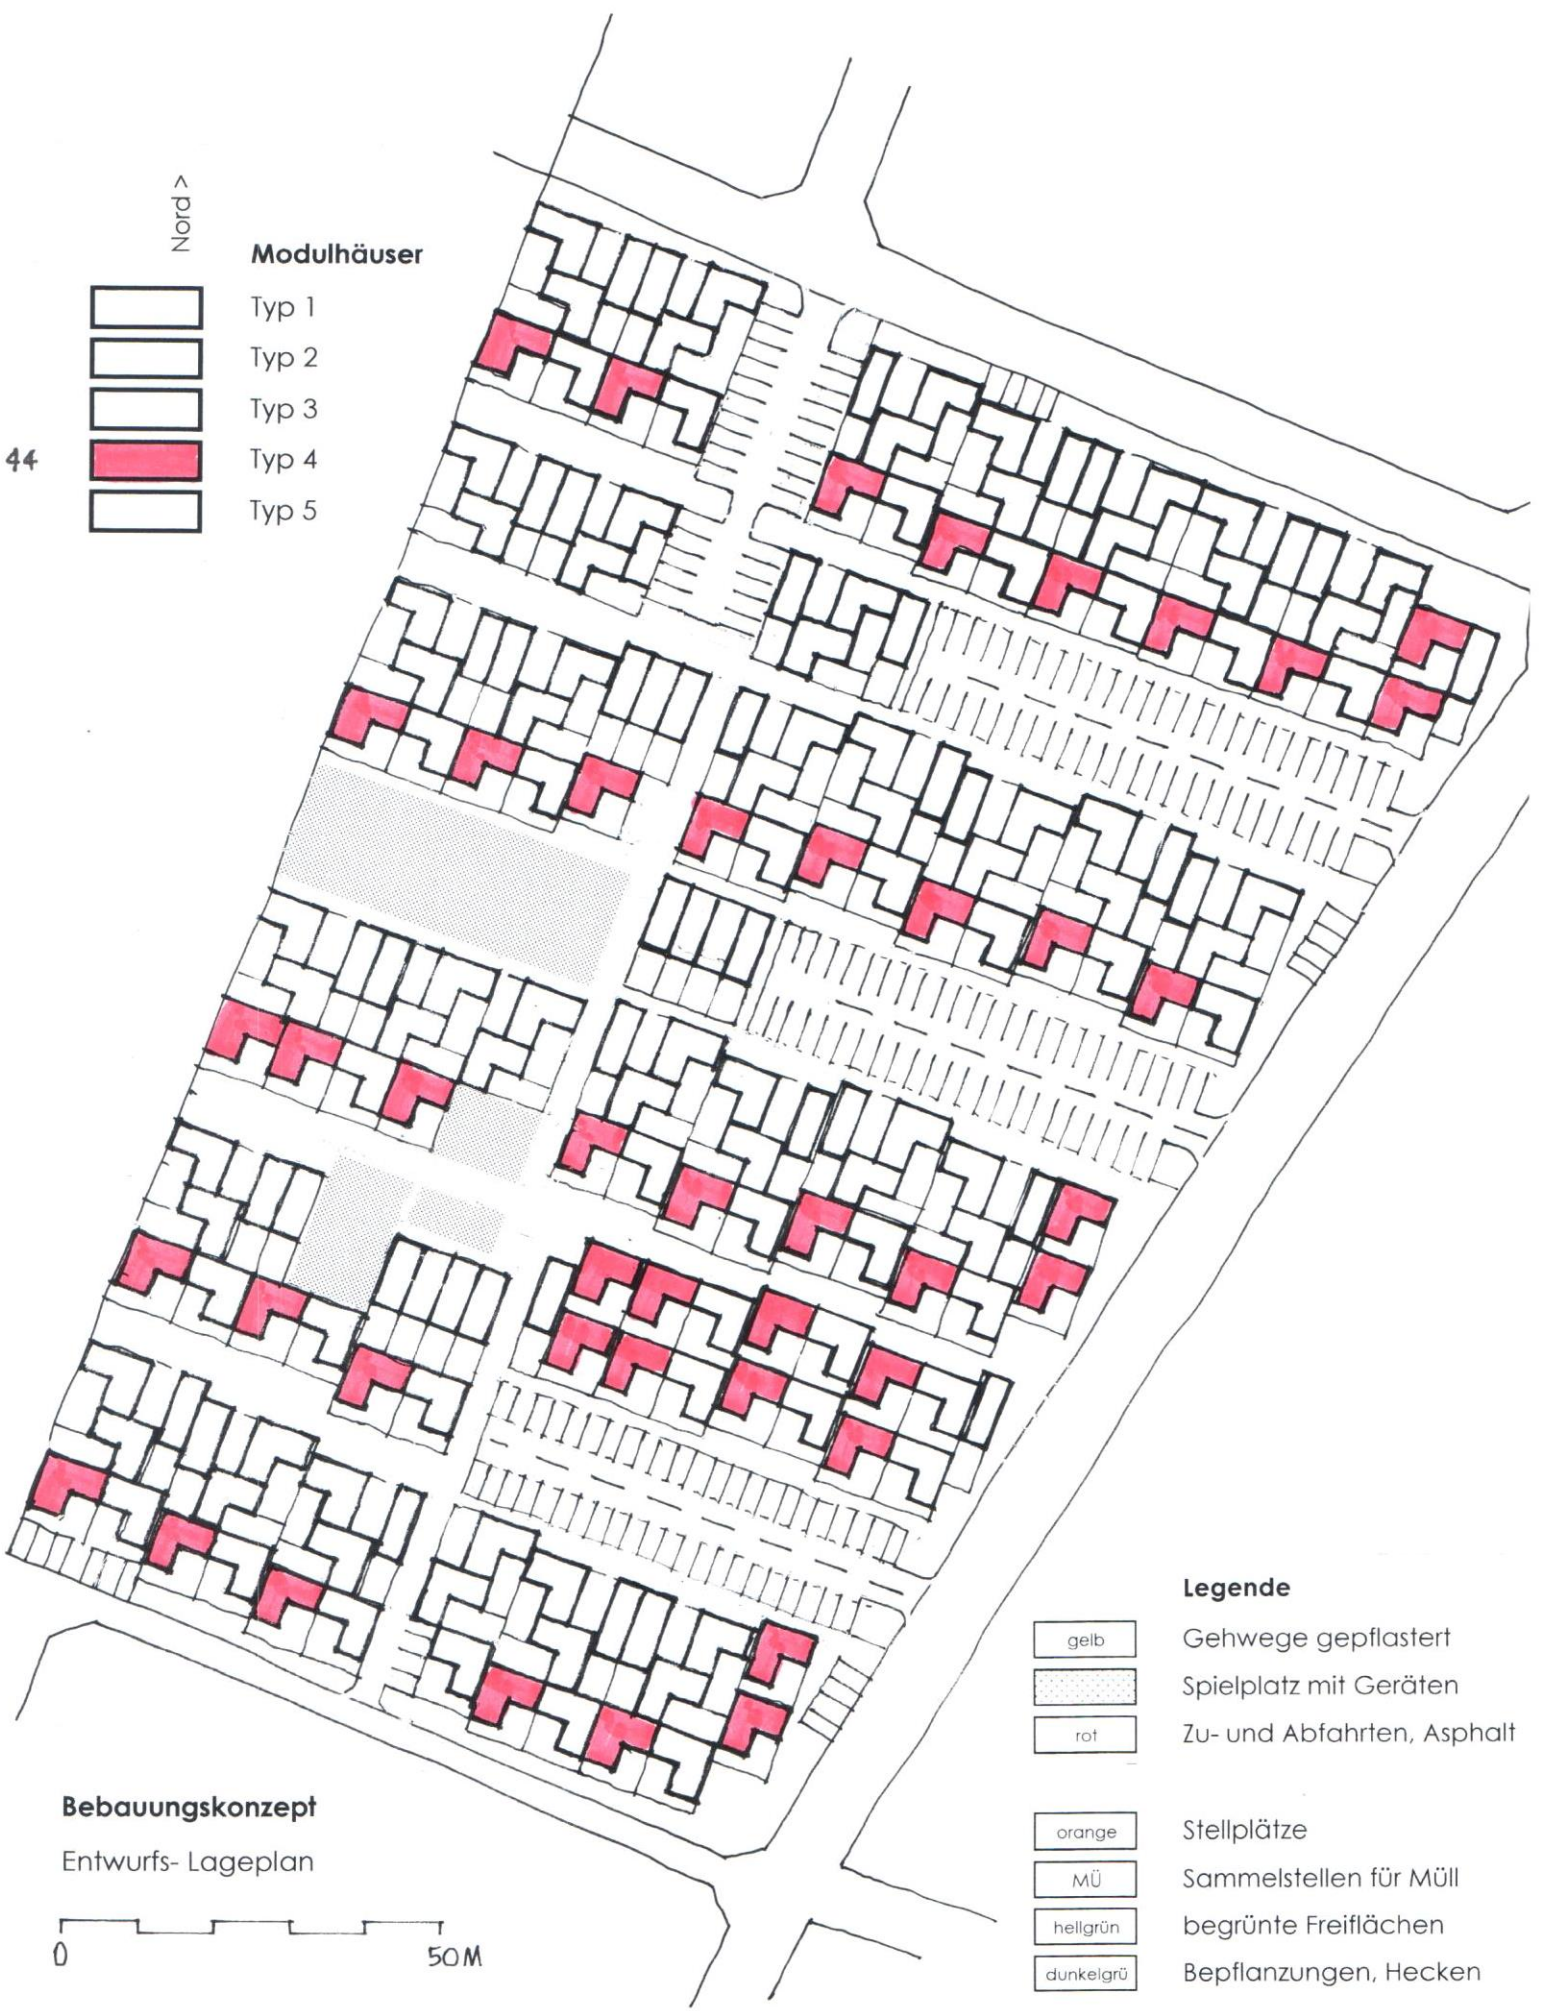 Nord >
Modulhäuser
Typ 1
Typ 2
Typ 3
44 Typ 4
Typ 5
Legende
gelb Gehwege gepflastert
Spielplatz mit Geräten
rot Zu- und Abfahrten, Asphalt
orange Stellplätze
MÜ Sammelstellen für Müll
hellgrün begrünte Freiflächen
dunkelgrü Bepflanzungen, Hecken
Bebauungskonzept
Entwurfs- Lageplan
0 50M